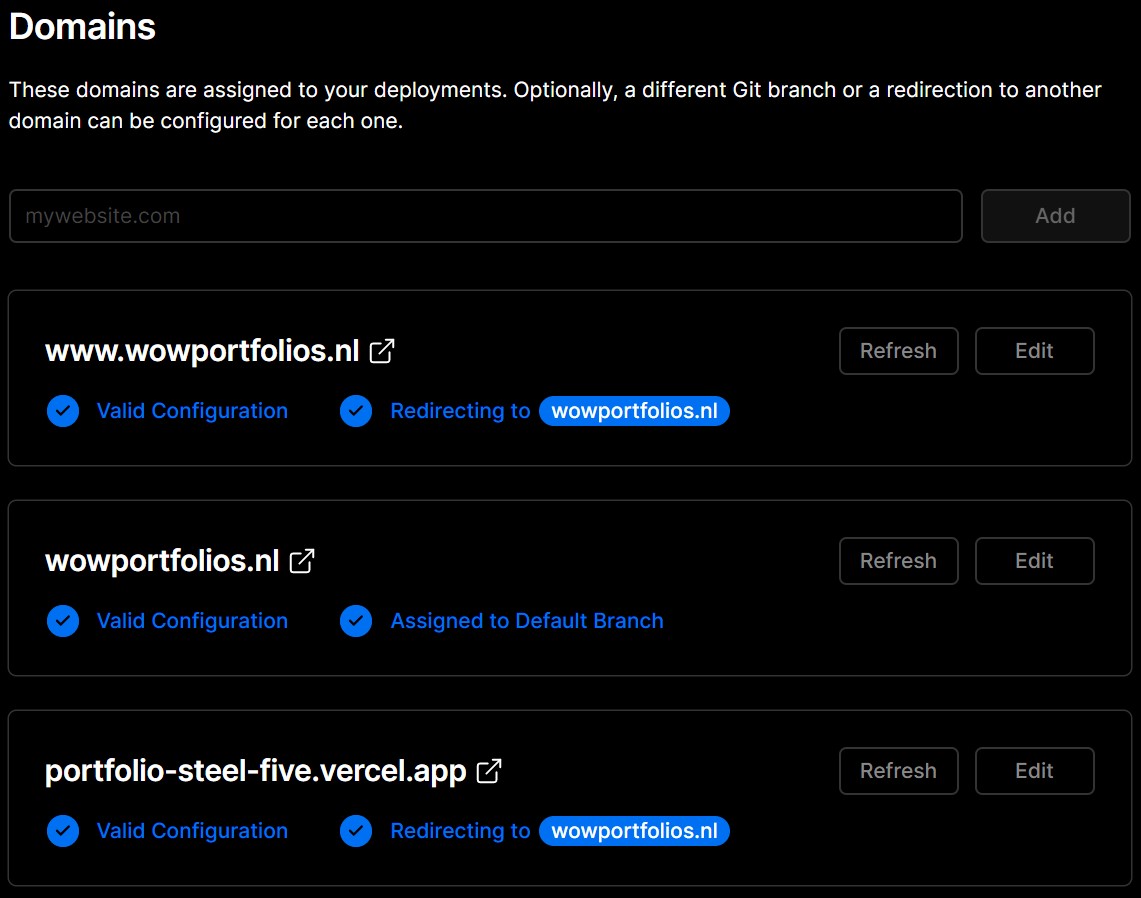 Domains
These domains are assigned to your deployments. Optionally, a different Git branch or a redirection to another
domain can be configured for each one.
mywebsite.com Add
www.wowportfolios.nl Refresh Edit
Valid Configuration Redirecting to wowportfolios.nl
wowportfolios.nl Refresh Edit
Valid Configuration Assigned to Default Branch
portfolio-steel-five.vercel.app Refresh Edit
Valid Configuration Redirecting to wowportfolios.nl